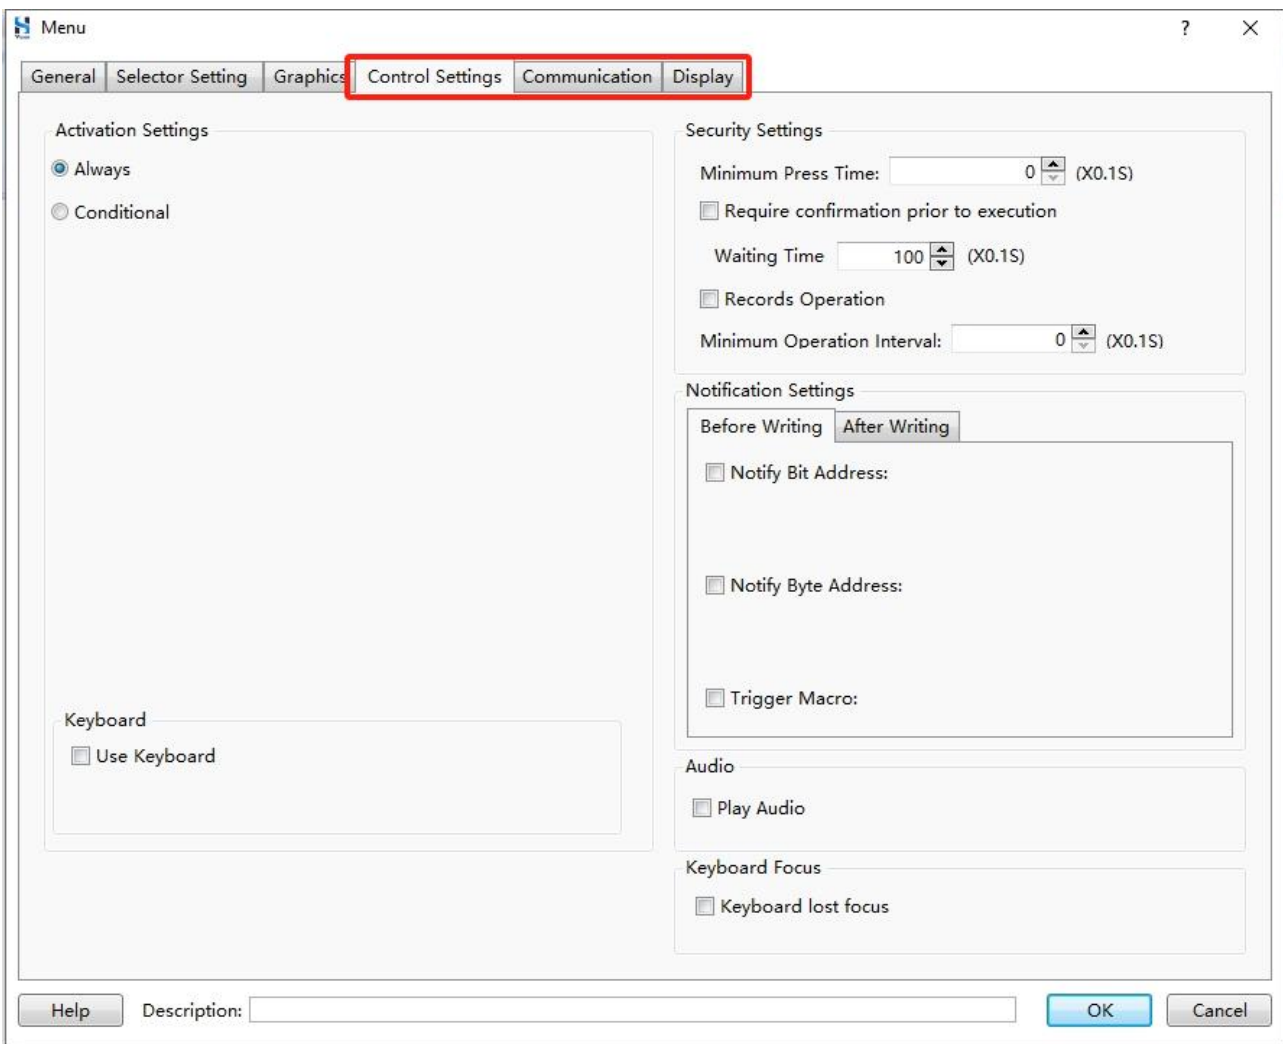 Menu
General Selector Setting Graphics Control Settings Communication Display
Activation Settings
Always
Conditional
Keyboard
Use Keyboard
Security Settings
Minimum Press Time: 0 (X0.1S)
Require confirmation prior to execution
Waiting Time 100 (X0.1S)
Records Operation
Minimum Operation Interval: 0 (X0.1S)
Notification Settings
Before Writing After Writing
Notify Bit Address:
Notify Byte Address:
Trigger Macro:
Audio
Play Audio
Keyboard Focus
Keyboard lost focus
Help Description: OK Cancel